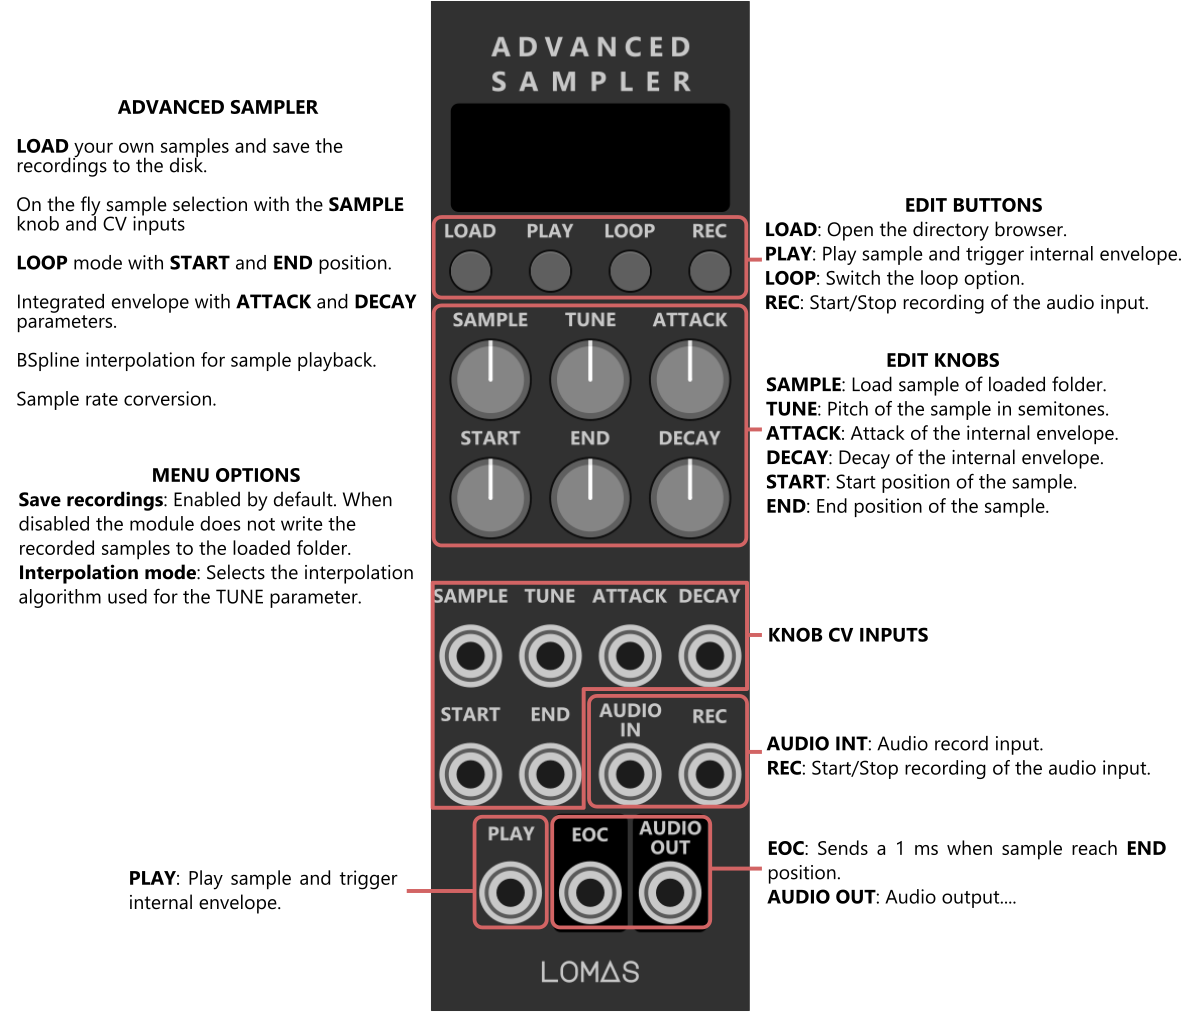 ADVANCED SAMPLER
LOAD your own samples and save the
recordings to the disk.
On the fly sample selection with the SAMPLE
knob and CV inputs
LOOP mode with START and END position.
Integrated envelope with ATTACK and DECAY
parameters.
BSpline interpolation for sample playback.
Sample rate corversion.
MENU OPTIONS
Save recordings: Enabled by default. When
disabled the module does not write the
recorded samples to the loaded folder.
Interpolation mode: Selects the interpolation
algorithm used for the TUNE parameter.
PLAY: Play sample and trigger
internal envelope.
ADVANCED
SAMPLER
LOAD PLAY LOOP REC
SAMPLE TUNE ATTACK
START END DECAY
SAMPLE TUNE ATTACK DECAY
START END AUDIO IN REC
PLAY EOC AUDIO OUT
LOMAS
EDIT BUTTONS
LOAD: Open the directory browser.
PLAY: Play sample and trigger internal envelope.
LOOP: Switch the loop option.
REC: Start/Stop recording of the audio input.
EDIT KNOBS
SAMPLE: Load sample of loaded folder.
TUNE: Pitch of the sample in semitones.
ATTACK: Attack of the internal envelope.
DECAY: Decay of the internal envelope.
START: Start position of the sample.
END: End position of the sample.
KNOB CV INPUTS
AUDIO INT: Audio record input.
REC: Start/Stop recording of the audio input.
EOC: Sends a 1 ms when sample reach END
position.
AUDIO OUT: Audio output....